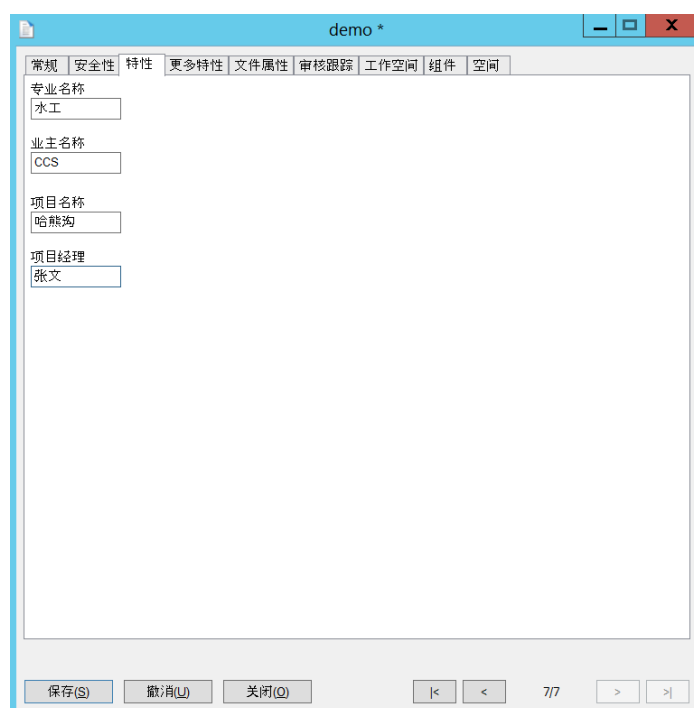 demo *
常规 安全性 特性 更多特性 文件属性 审核跟踪 工作空间 组件 空间
专业名称
水工
业主名称
CCS
项目名称
哈熊沟
项目经理
张文
保存(S) 撤消(U) 关闭(O) |< < 7/7 > >|